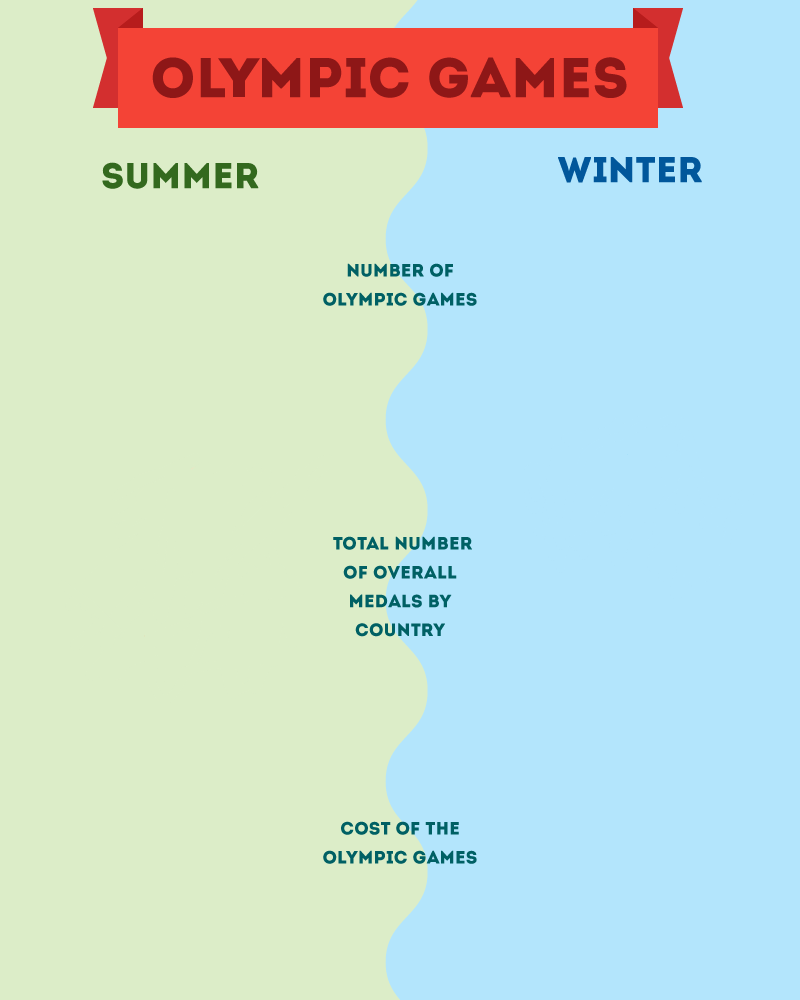 OLYMPIC GAMES
SUMMER
WINTER
NUMBER OF
OLYMPIC GAMES
TOTAL NUMBER
OF OVERALL
MEDALS BY
COUNTRY
COST OF THE
OLYMPIC GAMES